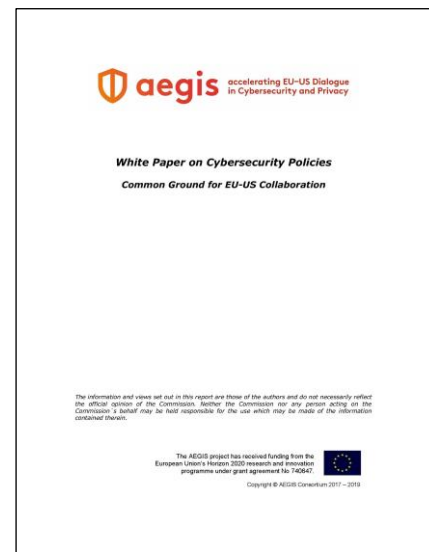 aegis
accelerating EU-US Dialogue
in Cybersecurity and Privacy
White Paper on Cybersecurity Policies
Common Ground for EU-US Collaboration
The information and views set out in this report are those of the authors and do not necessarily reflect
the official opinion of the Commission. Neither the Commission nor any person acting on the
Commission´s behalf may be held responsible for the use which may be made of the information
contained therein.
The AEGIS project has received funding from the
European Union's Horizon 2020 research and innovation
programme under grant agreement No 740647.
Copyright © AEGIS Consortium 2017 – 2019